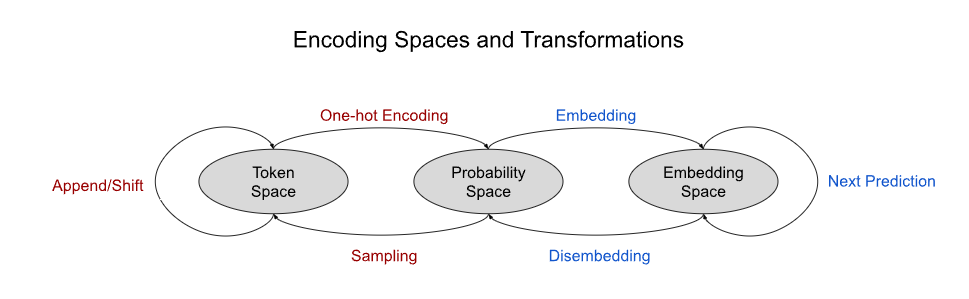 Encoding Spaces and Transformations
One-hot Encoding
Embedding
Append/Shift
Token
Space
Probability
Space
Embedding
Space
Next Prediction
Sampling
Disembedding